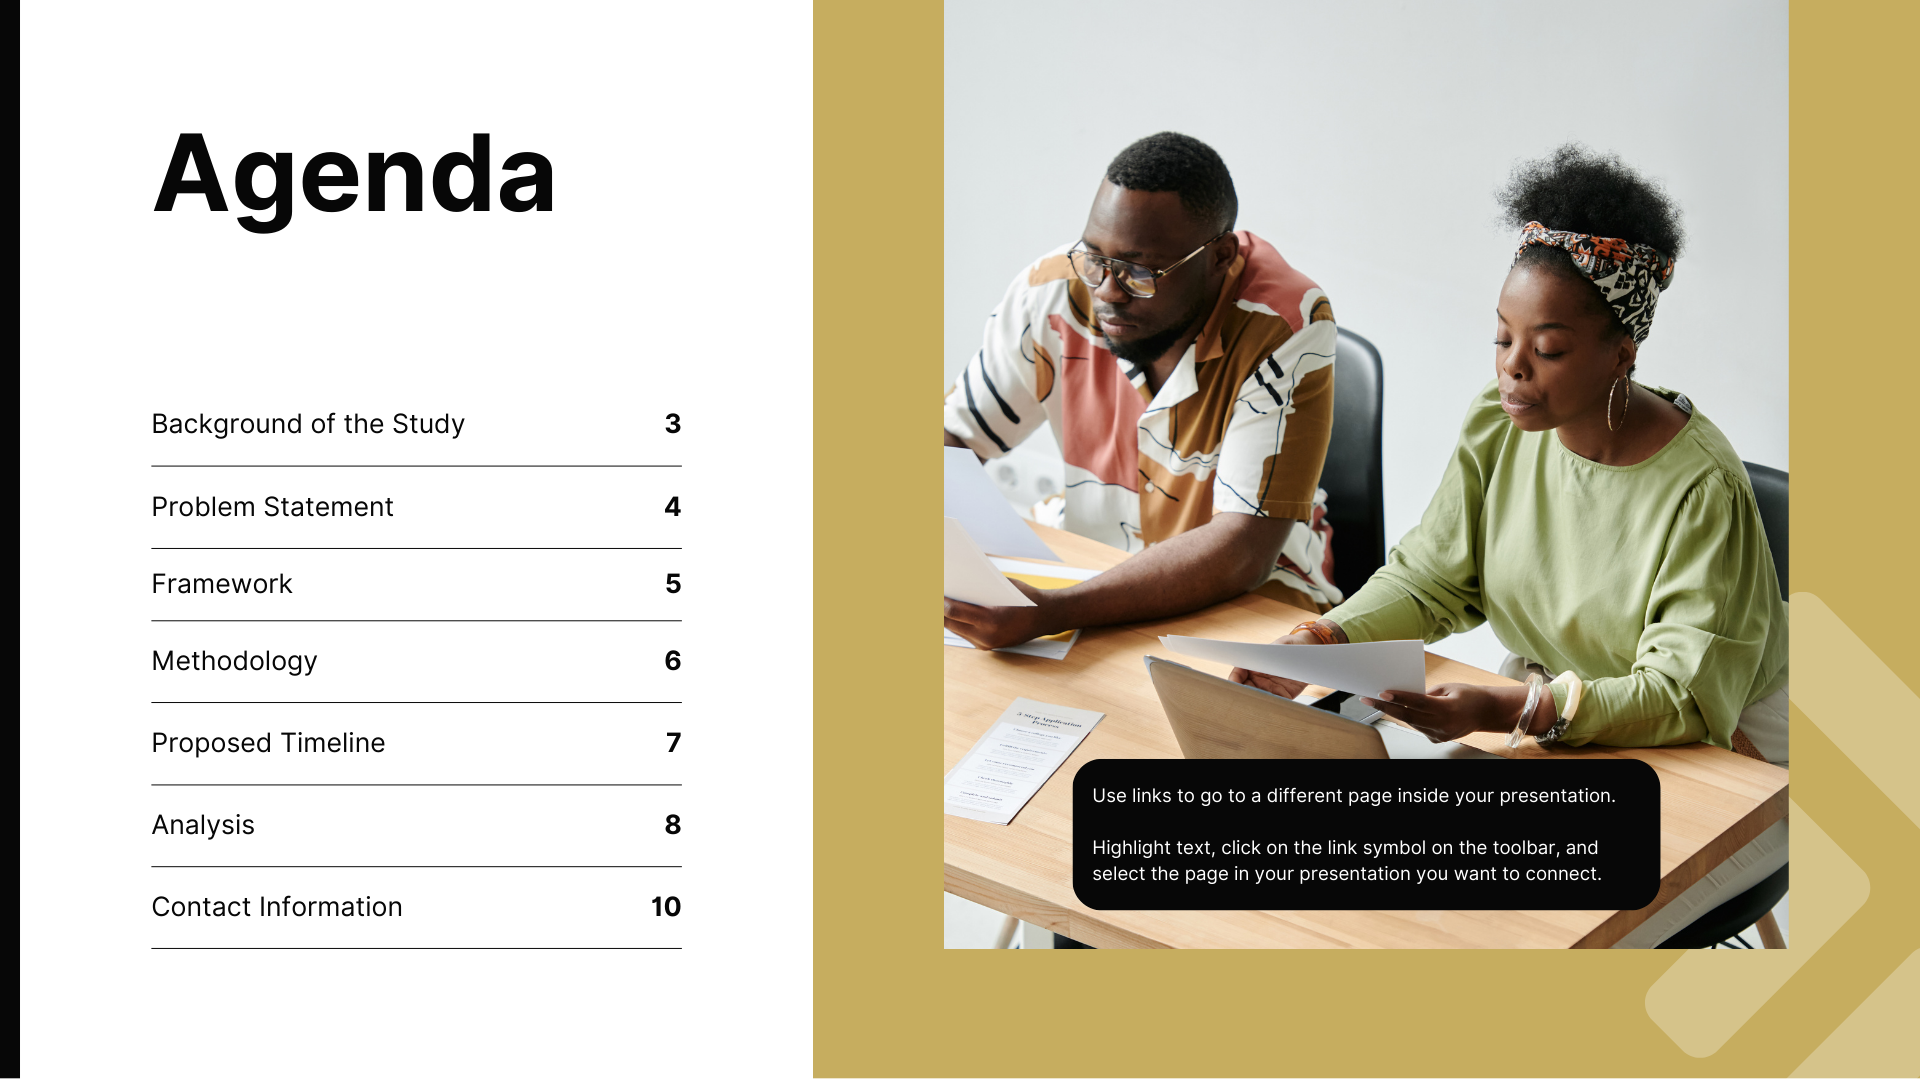 Agenda
Background of the Study 3
Problem Statement 4
Framework 5
Methodology 6
Proposed Timeline 7
Analysis 8
Contact Information 10
5 Step Application
Process
Use links to go to a different page inside your presentation.
Highlight text, click on the link symbol on the toolbar, and
select the page in your presentation you want to connect.